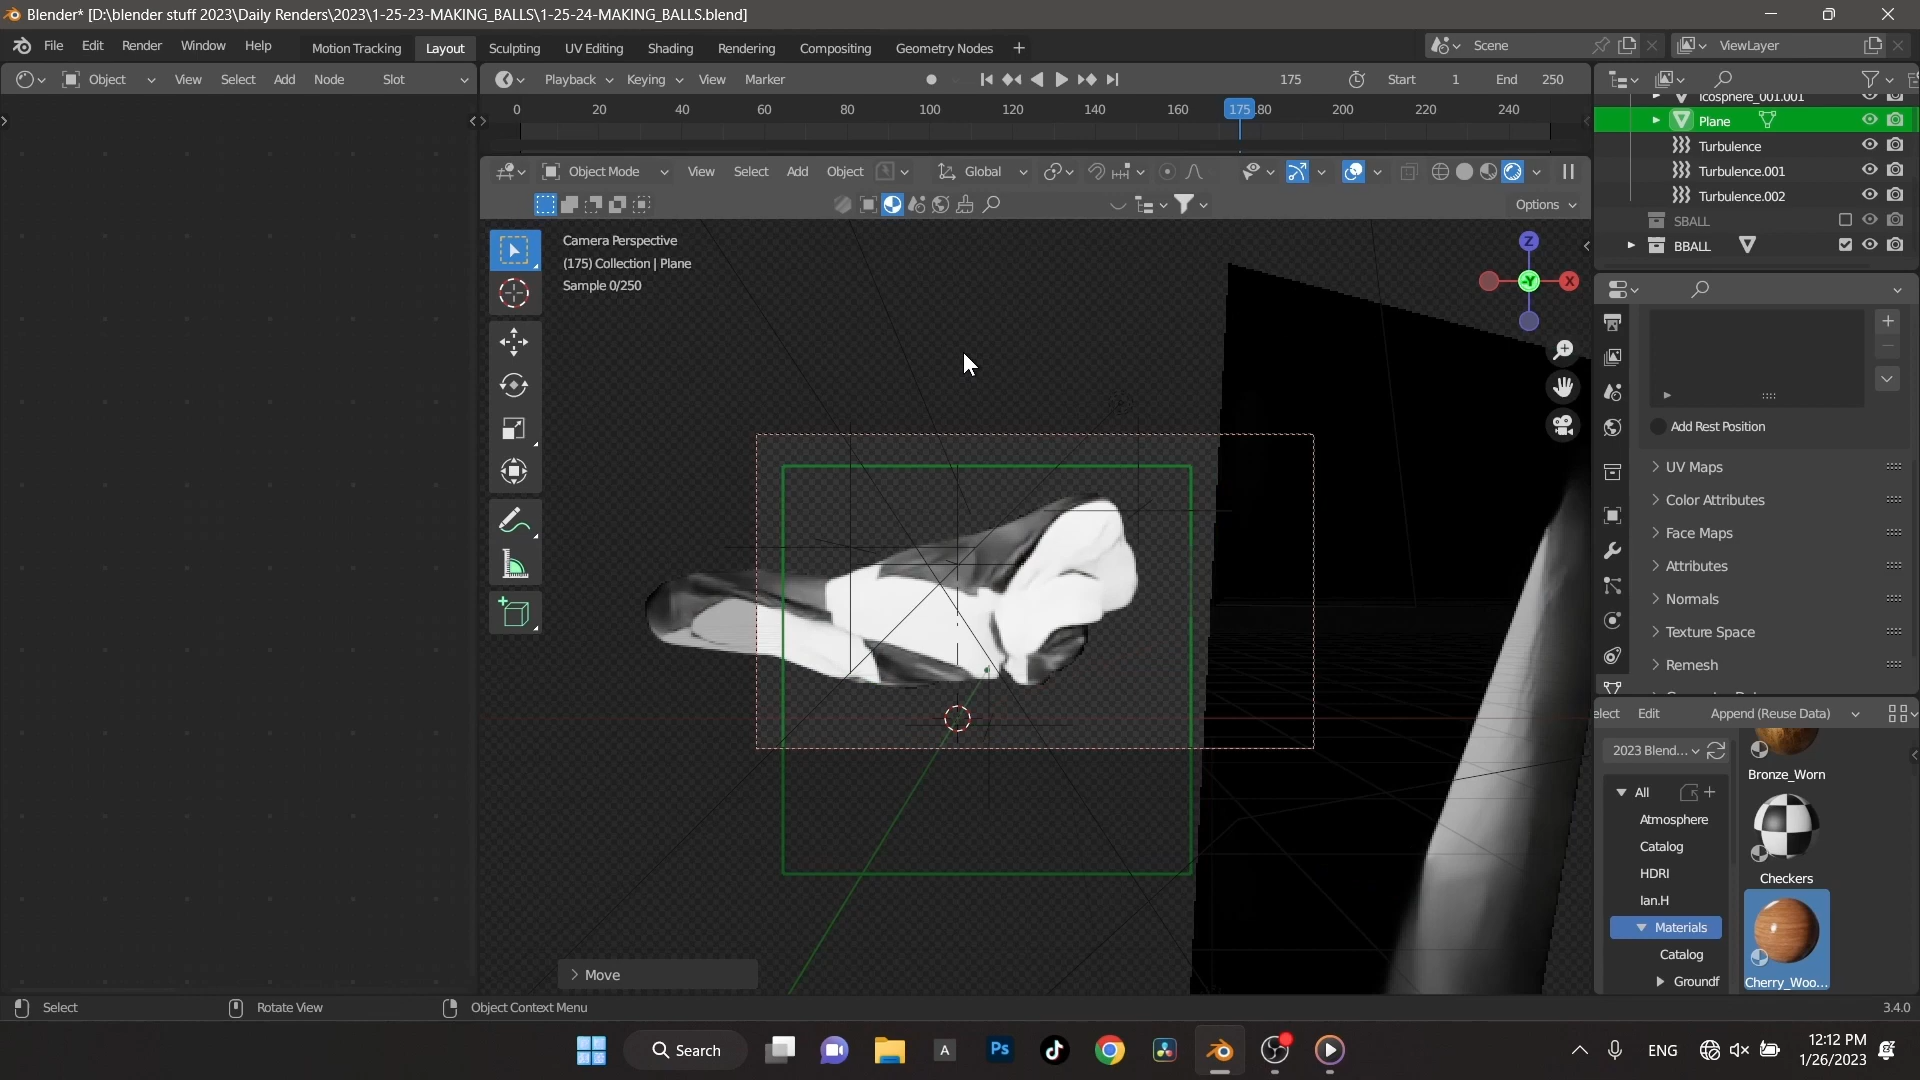 Blender* [D:\blender stuff 2023\Daily Renders\2023\1-25-23-MAKING_BALLS\1-25-24-MAKING_BALLS.blend]
File Edit Render Window Help Motion Tracking Layout Sculpting UV Editing Shading Rendering Compositing Geometry Nodes + Scene ViewLayer
Object View Select Add Node Slot Playback Keying View Marker 175 Start 1 End 250
0 20 40 60 80 100 120 140 160 175 80 200 220 240
Icosphere_001.001
Plane
Turbulence
Turbulence.001
Turbulence.002
SBALL
BBALL
Object Mode View Select Add Object Global
Options
Camera Perspective
(175) Collection | Plane
Sample 0/250
Z
Y
X
Add Rest Position
UV Maps
Color Attributes
Face Maps
Attributes
Normals
Texture Space
Remesh
elect Edit Append (Reuse Data)
2023 Blend...
All
Atmosphere
Catalog
HDRI
Ian.H
Materials
Catalog
Groundf
Bronze_Worn
Checkers
Cherry_Woo...
Move
Select Rotate View Object Context Menu 3.4.0
Search
A
Ps
ENG
12:12 PM
1/26/2023